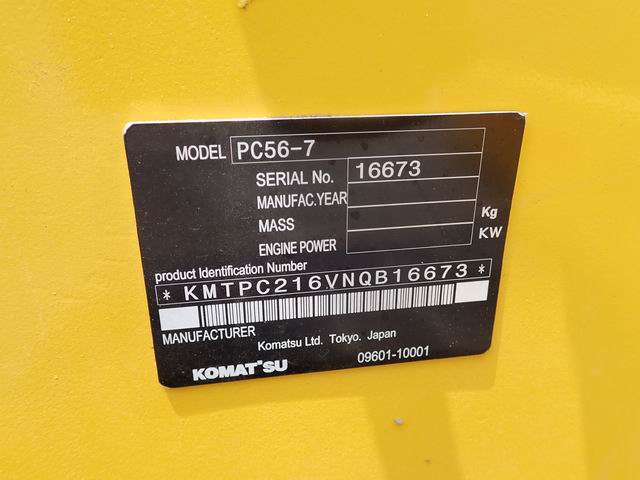 MODEL PC56-7
SERIAL No. 16673
MANUFAC.YEAR
MASS Kg
ENGINE POWER KW
product Identification Number
* KMTPC216VNQB16673 *
MANUFACTURER
Komatsu Ltd. Tokyo. Japan
KOMATSU 09601-10001